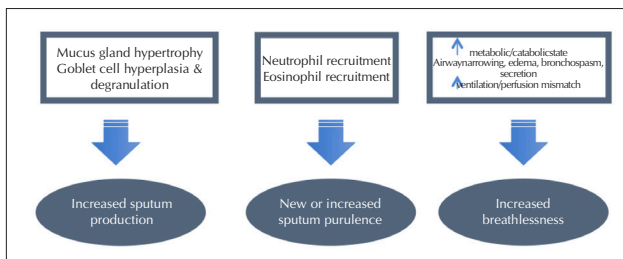 Mucus gland hypertrophy
Goblet cell hyperplasia &
degranulation
Increased sputum
production
Neutrophil recruitment
Eosinophil recruitment
New or increased
sputum purulence
metabolic/catabolicstate
Airwaynarrowing, edema, bronchospasm,
secretion
ventilation/perfusion mismatch
Increased
breathlessness